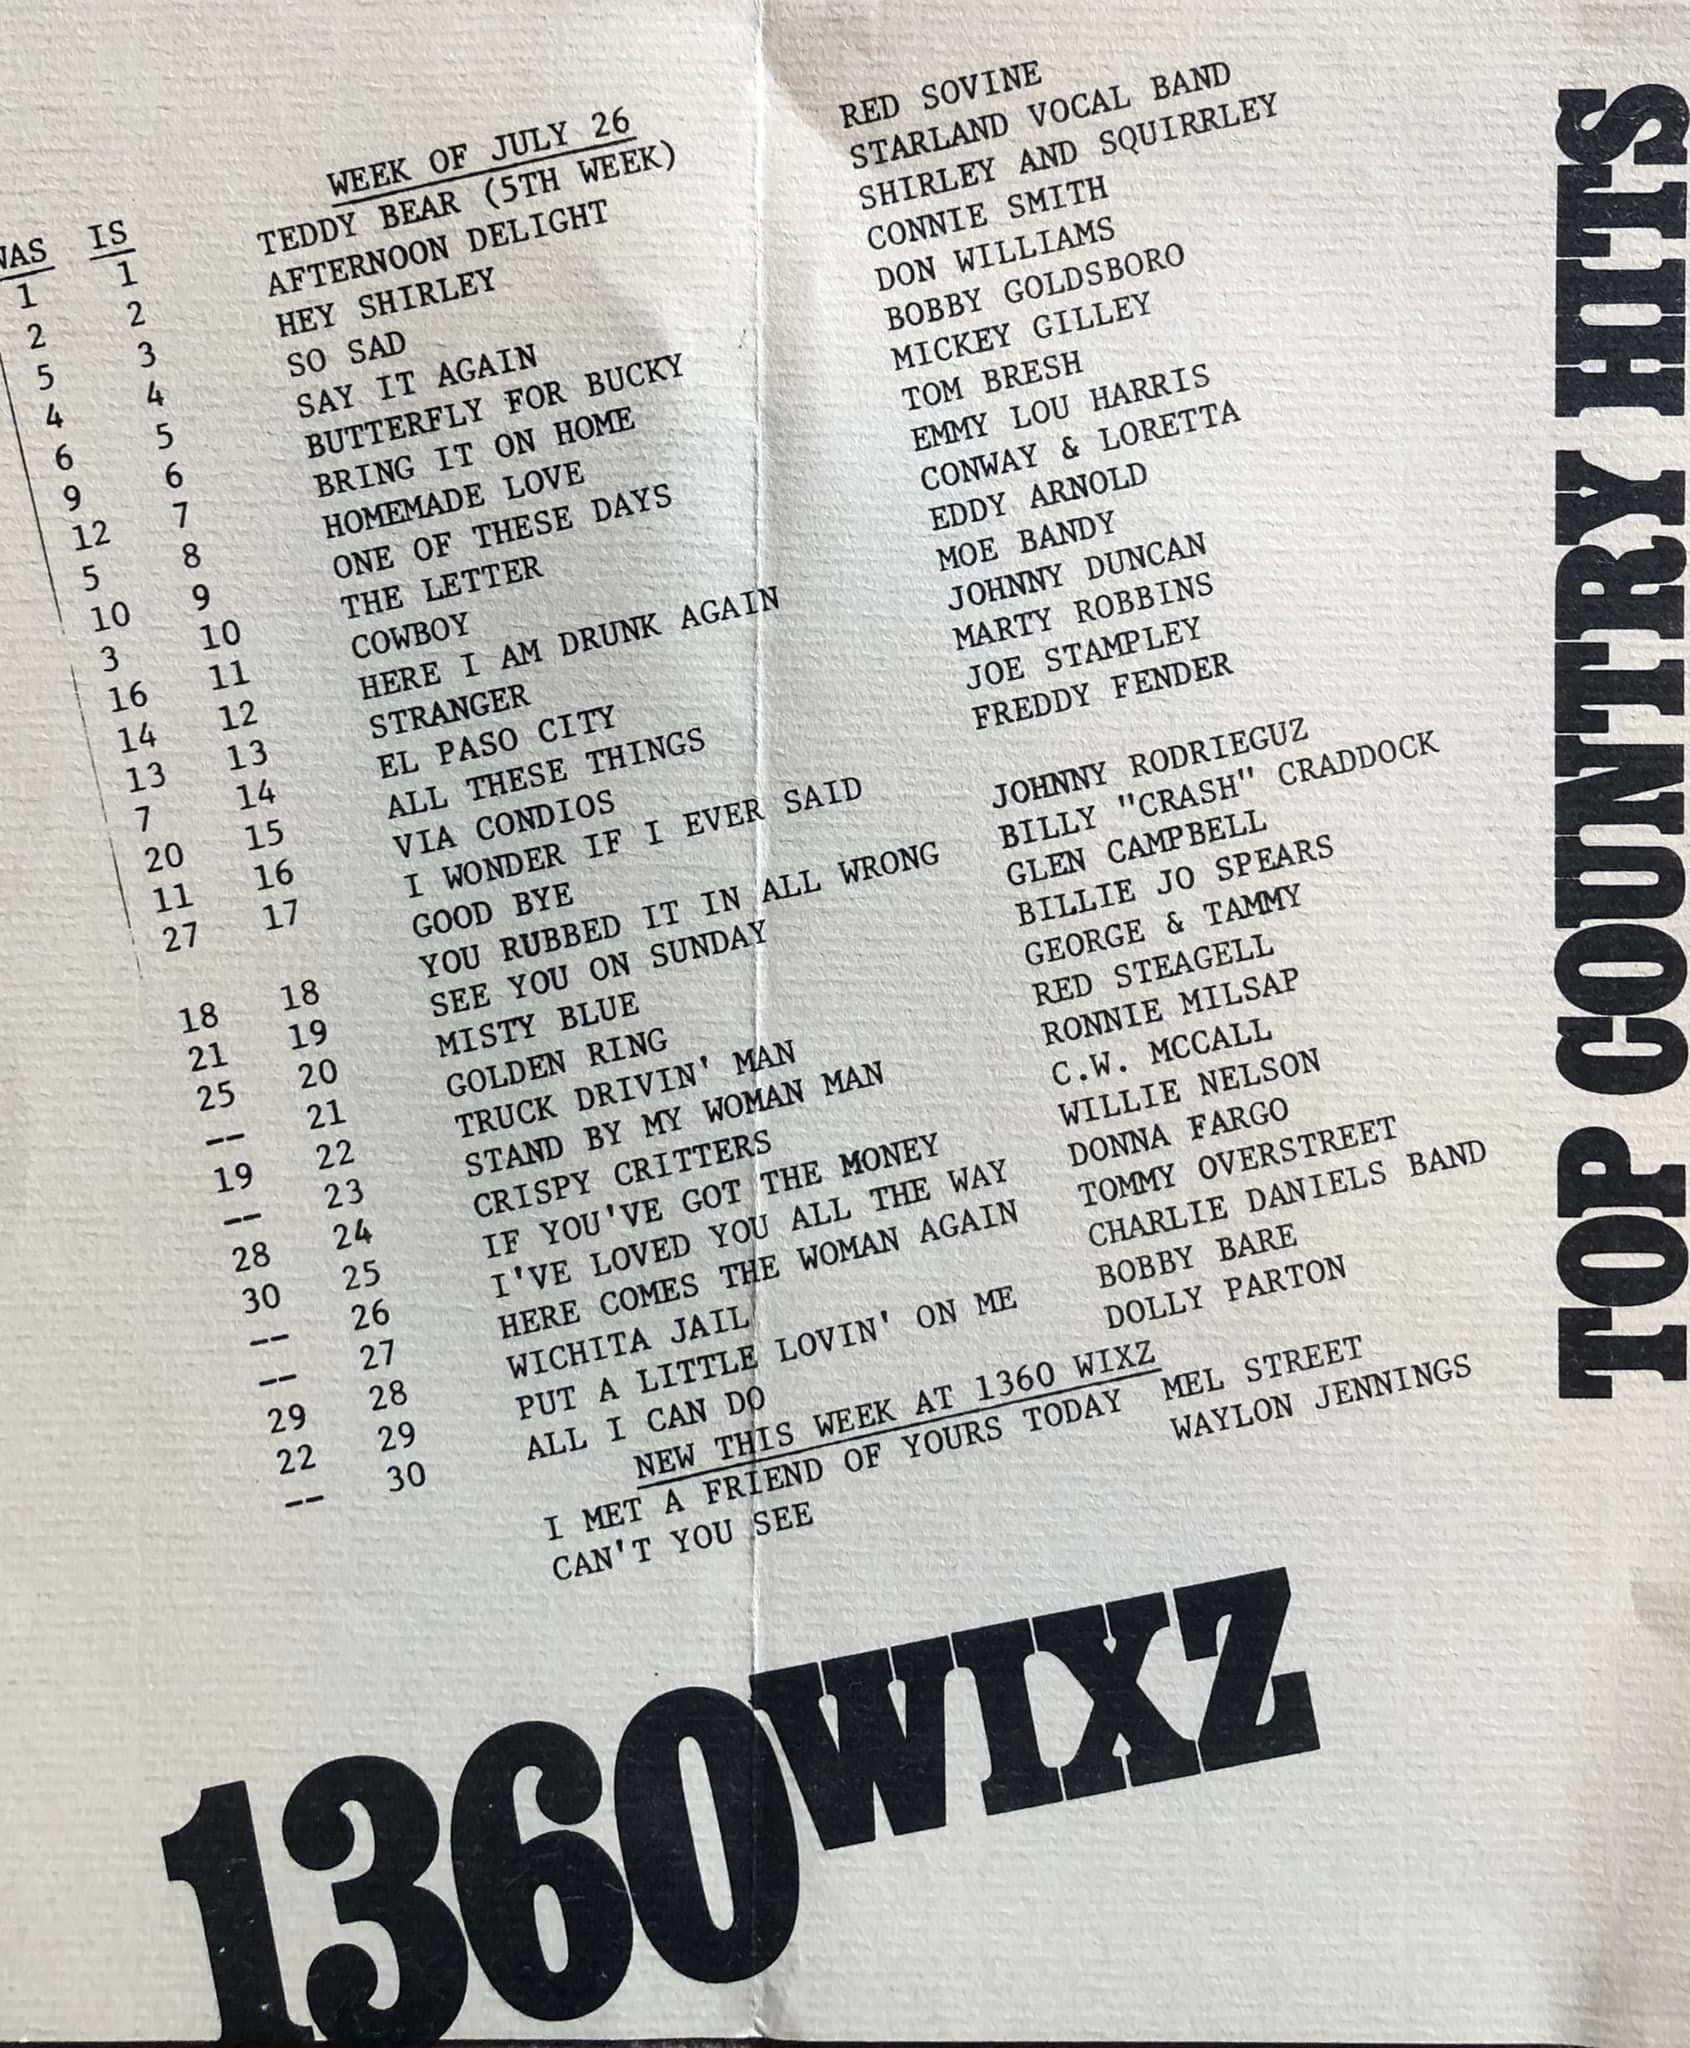 WEEK OF JULY 26
WAS IS
1 1 TEDDY BEAR (5TH WEEK) RED SOVINE
2 2 AFTERNOON DELIGHT STARLAND VOCAL BAND
5 3 HEY SHIRLEY SHIRLEY AND SQUIRRLEY
4 4 SO SAD CONNIE SMITH
6 5 SAY IT AGAIN DON WILLIAMS
9 6 BUTTERFLY FOR BUCKY BOBBY GOLDSBORO
12 7 BRING IT ON HOME MICKEY GILLEY
5 8 HOMEMADE LOVE TOM BRESH
10 9 ONE OF THESE DAYS EMMY LOU HARRIS
3 10 THE LETTER CONWAY & LORETTA
16 11 COWBOY EDDY ARNOLD
14 12 HERE I AM DRUNK AGAIN MOE BANDY
13 13 STRANGER JOHNNY DUNCAN
7 14 EL PASO CITY MARTY ROBBINS
20 15 ALL THESE THINGS JOE STAMPLEY
11 16 VIA CONDIOS FREDDY FENDER
27 17 I WONDER IF I EVER SAID
GOOD BYE JOHNNY RODRIEGUZ
18 18 YOU RUBBED IT IN ALL WRONG BILLY "CRASH" CRADDOCK
21 19 SEE YOU ON SUNDAY GLEN CAMPBELL
25 20 MISTY BLUE BILLIE JO SPEARS
-- 21 GOLDEN RING GEORGE & TAMMY
19 22 TRUCK DRIVIN' MAN RED STEAGELL
-- 23 STAND BY MY WOMAN MAN RONNIE MILSAP
28 24 CRISPY CRITTERS C.W. MCCALL
30 25 IF YOU'VE GOT THE MONEY WILLIE NELSON
-- 26 I'VE LOVED YOU ALL THE WAY DONNA FARGO
-- 27 HERE COMES THE WOMAN AGAIN TOMMY OVERSTREET
29 28 WICHITA JAIL CHARLIE DANIELS BAND
22 29 PUT A LITTLE LOVIN' ON ME BOBBY BARE
-- 30 ALL I CAN DO DOLLY PARTON
NEW THIS WEEK AT 1360 WIXZ
I MET A FRIEND OF YOURS TODAY MEL STREET
CAN'T YOU SEE WAYLON JENNINGS
1360WIXZ
TOP COUNTRY HITS